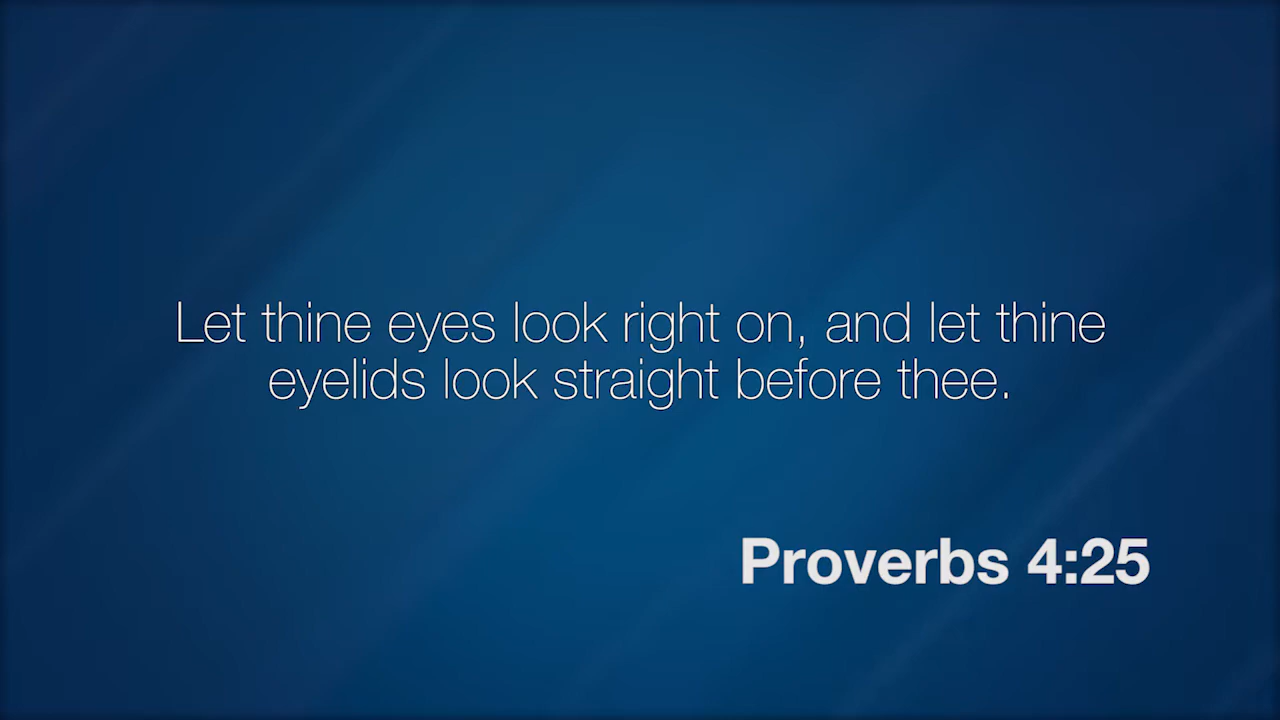 Let thine eyes look right on, and let thine
eyelids look straight before thee.
Proverbs 4:25